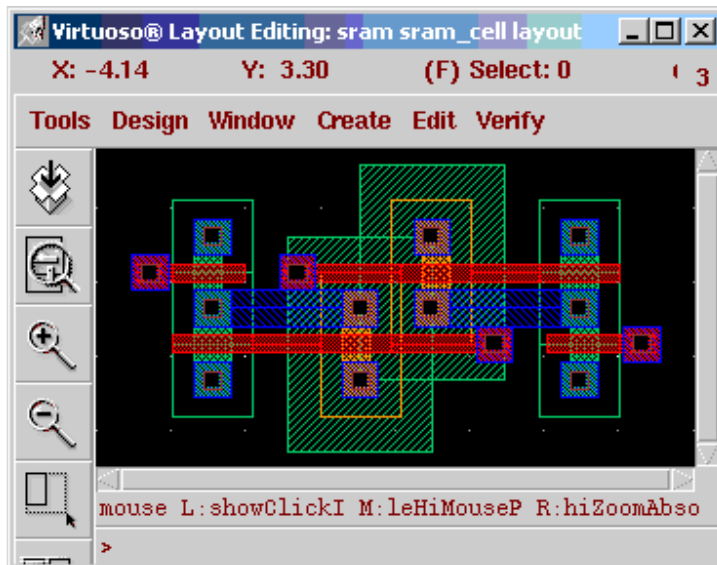 Virtuoso® Layout Editing: sram sram_cell layout
X: -4.14 Y: 3.30 (F) Select: 0 3
Tools Design Window Create Edit Verify
mouse L:showClickI M:leHiMouseP R:hiZoomAbso
>